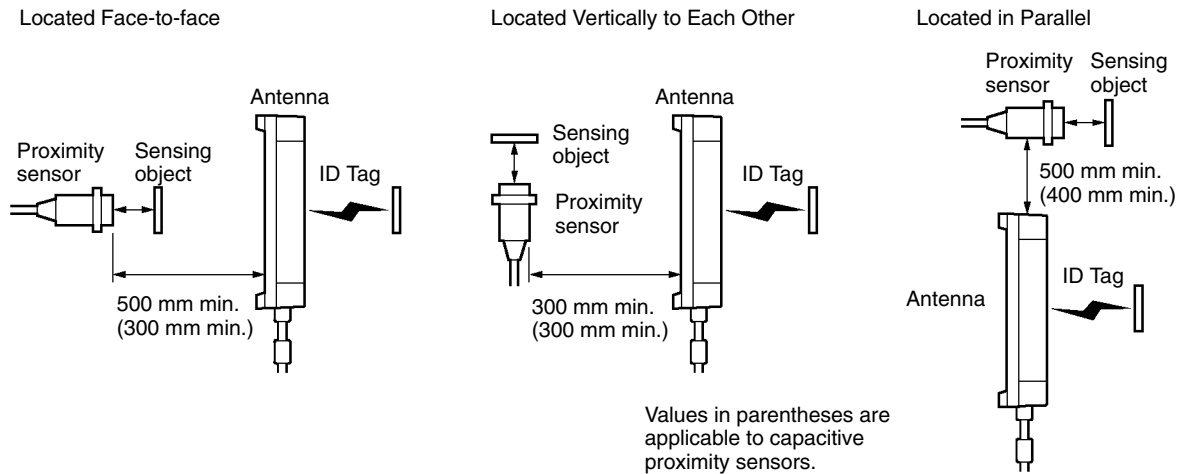 Located Face-to-face
Antenna
Proximity
sensor
Sensing
object
ID Tag
500 mm min.
(300 mm min.)
Located Vertically to Each Other
Antenna
Sensing
object
Proximity
sensor
ID Tag
300 mm min.
(300 mm min.)
Values in parentheses are
applicable to capacitive
proximity sensors.
Located in Parallel
Proximity
sensor
Sensing
object
500 mm min.
(400 mm min.)
Antenna
ID Tag